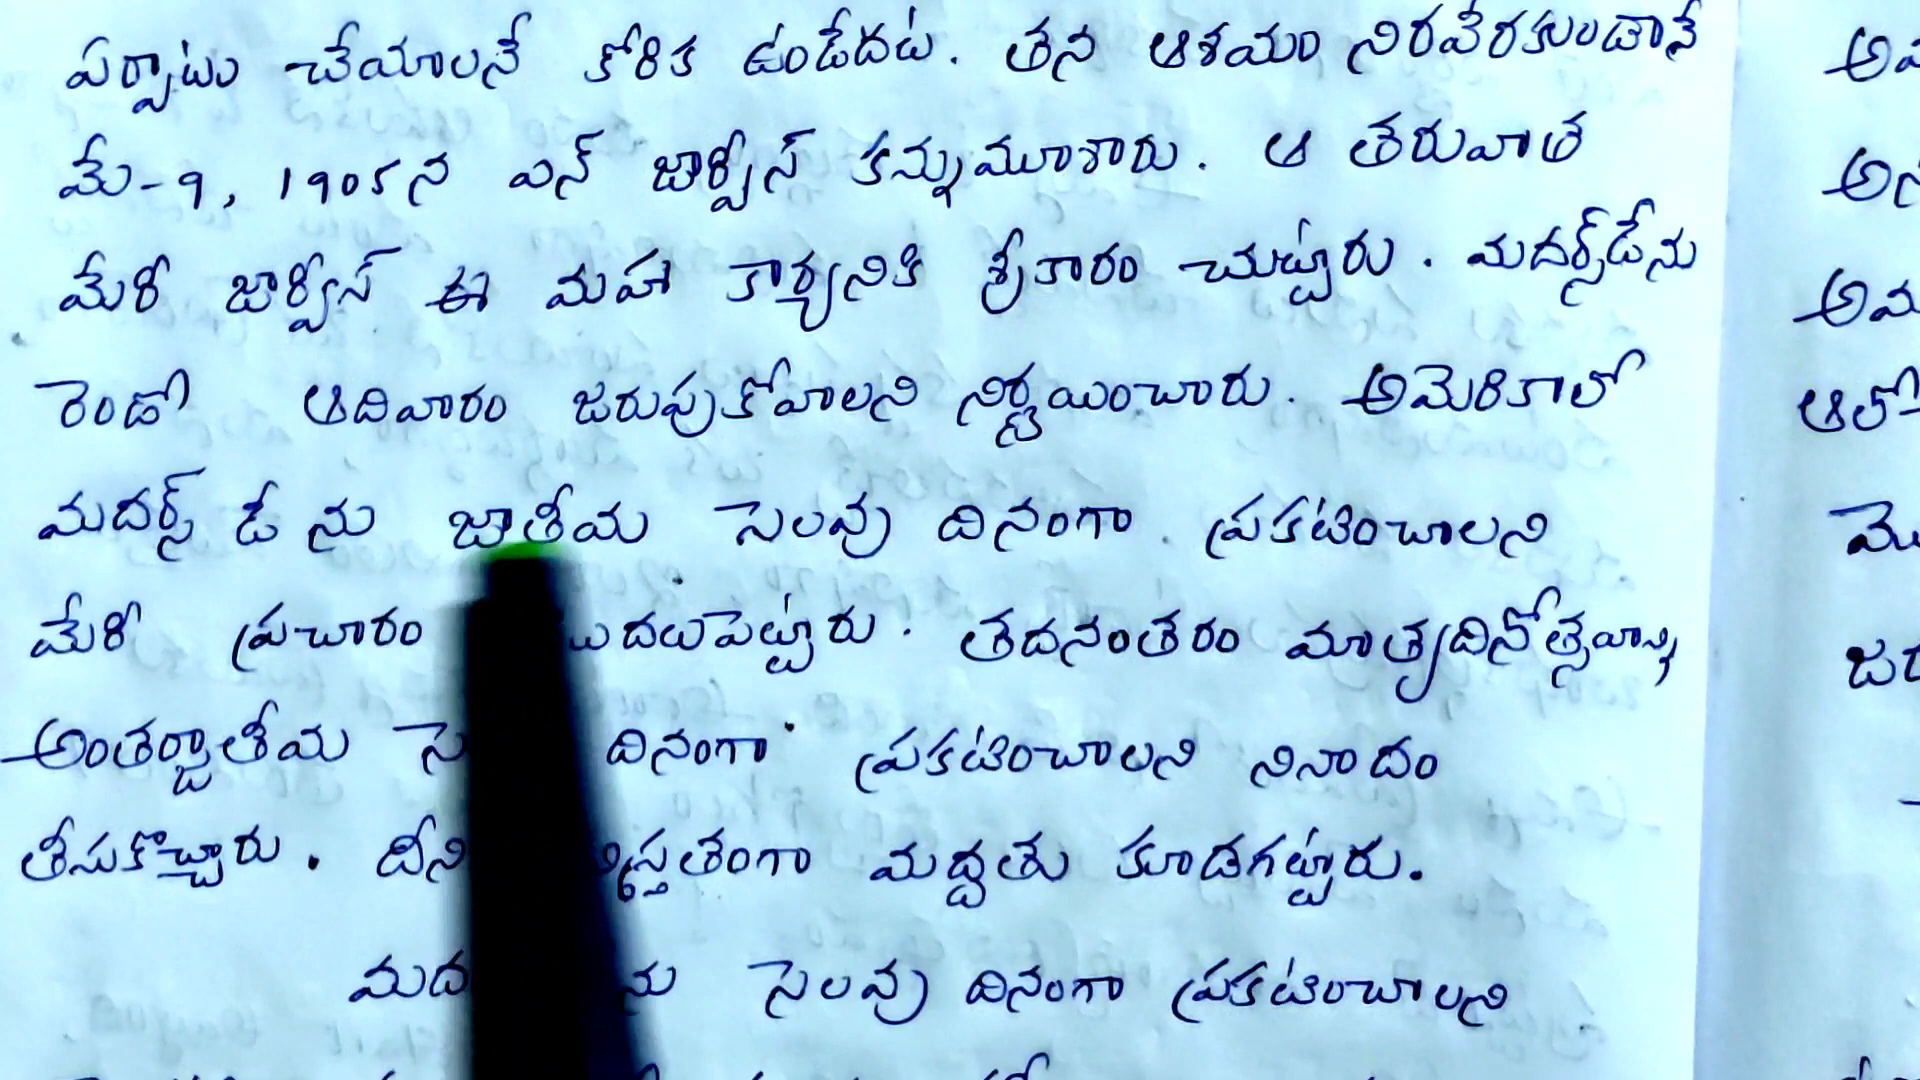 ఏర్పాటు చేయాలనే కోరిక ఉండేదట. తన ఆశయం నెరవేరకుండానే
మే-9, 1905న ఎన్ జార్వీస్ కన్నుమూశారు. ఆ తరువాత
మేరీ జార్వీస్ ఈ మహా కార్యనికి శ్రీకారం చుట్టారు. మదర్స్‌డేను
రెండో ఆదివారం జరుపుకోవాలని నిర్ణయించారు. అమెరికాలో
మదర్స్ డే ను జాతీయ సెలవు దినంగా ప్రకటించాలని
మేరీ ప్రచారం తదనంతరం మాతృదినోత్సవాన్ని
అంతర్జాతీయ దినంగా ప్రకటించాలని నినాదం
తీసుకొచ్చారు. మద్దతు కూడగట్టారు.
ను సెలవు దినంగా ప్రకటించాలని